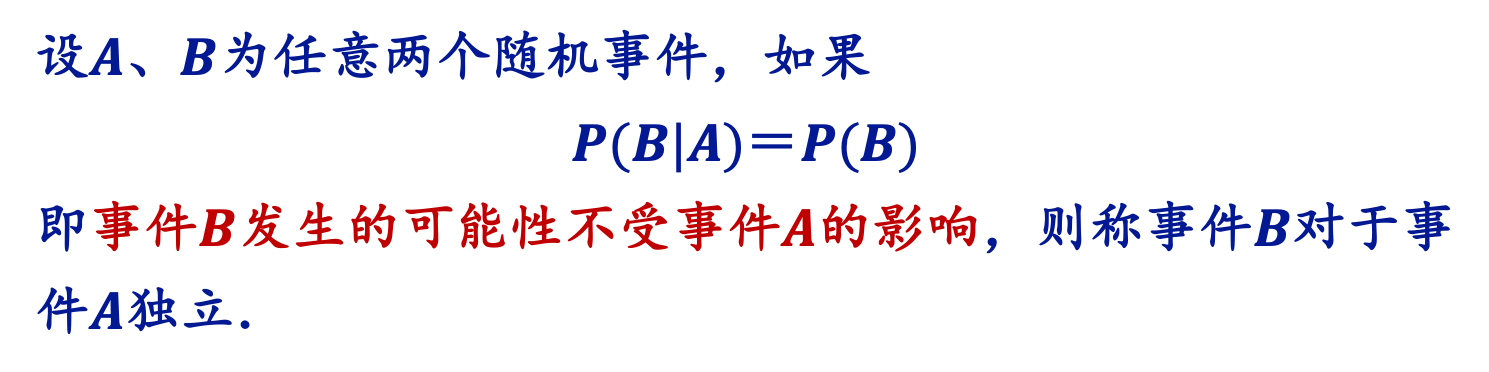 设A、B为任意两个随机事件，如果
P(B|A)＝P(B)
即事件B发生的可能性不受事件A的影响，则称事件B对于事
件A独立.